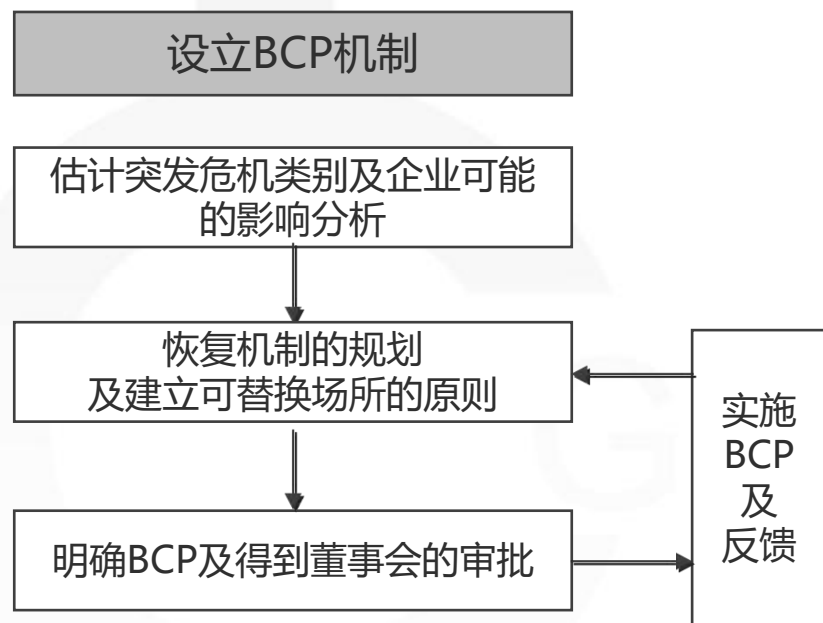 设立BCP机制
估计突发危机类别及企业可能
的影响分析
恢复机制的规划
及建立可替换场所的原则
明确BCP及得到董事会的审批
实施
BCP
及
反馈